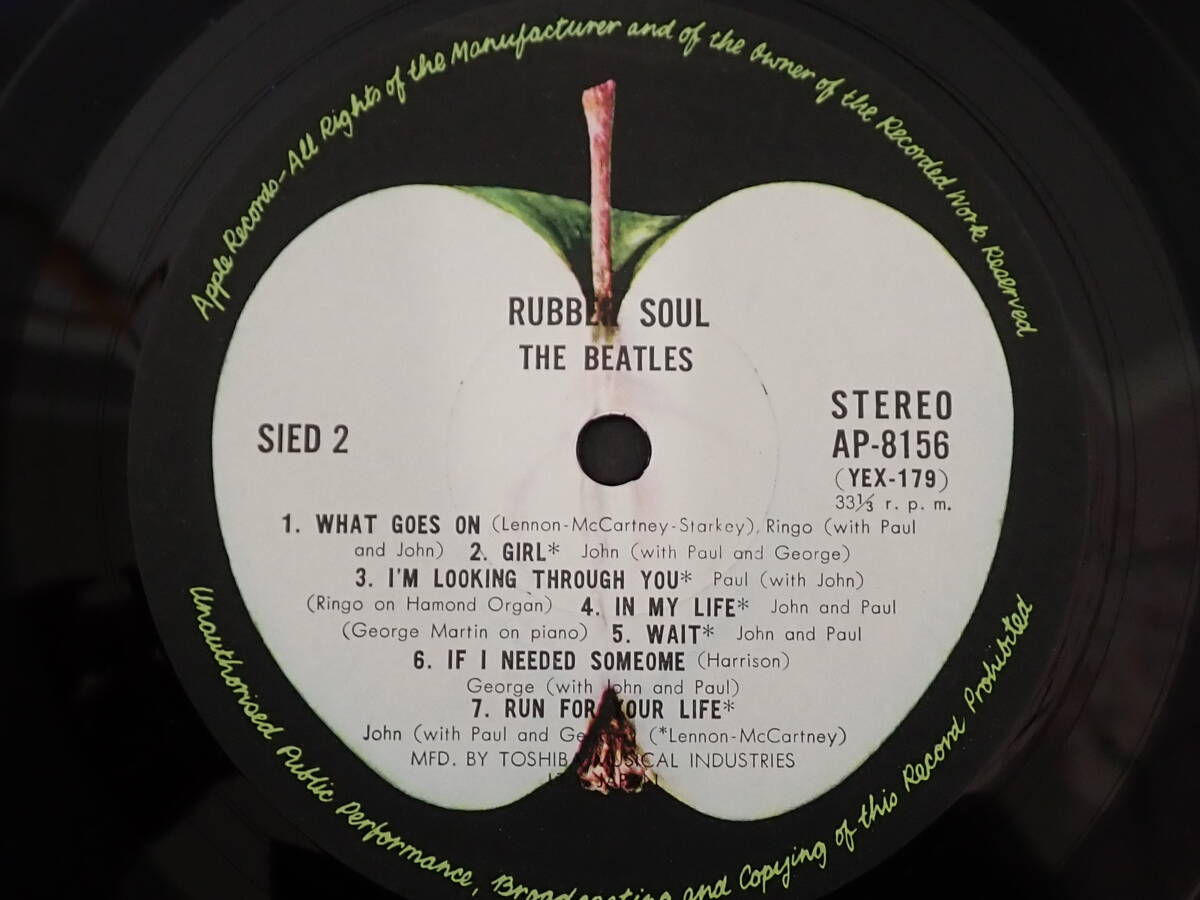 Apple Records-All Rights of the Manufacturer and of the Owner of the Recorded Work Reserved
RUBBER SOUL
THE BEATLES
SIED 2
STEREO
AP-8156
(YEX-179)
33⅓ r. p. m.
1. WHAT GOES ON (Lennon-McCartney-Starkey), Ringo (with Paul
and John) 2. GIRL* John (with Paul and George)
3. I'M LOOKING THROUGH YOU* Paul (with John)
(Ringo on Hamond Organ) 4. IN MY LIFE* John and Paul
(George Martin on piano) 5. WAIT* John and Paul
6. IF I NEEDED SOMEOME (Harrison)
George (with John and Paul)
7. RUN FOR YOUR LIFE*
John (with Paul and George) (*Lennon-McCartney)
MFD. BY TOSHIBA MUSICAL INDUSTRIES
JAPAN
Unauthorised Public Performance, Broadcasting and Copying of this Record Prohibited